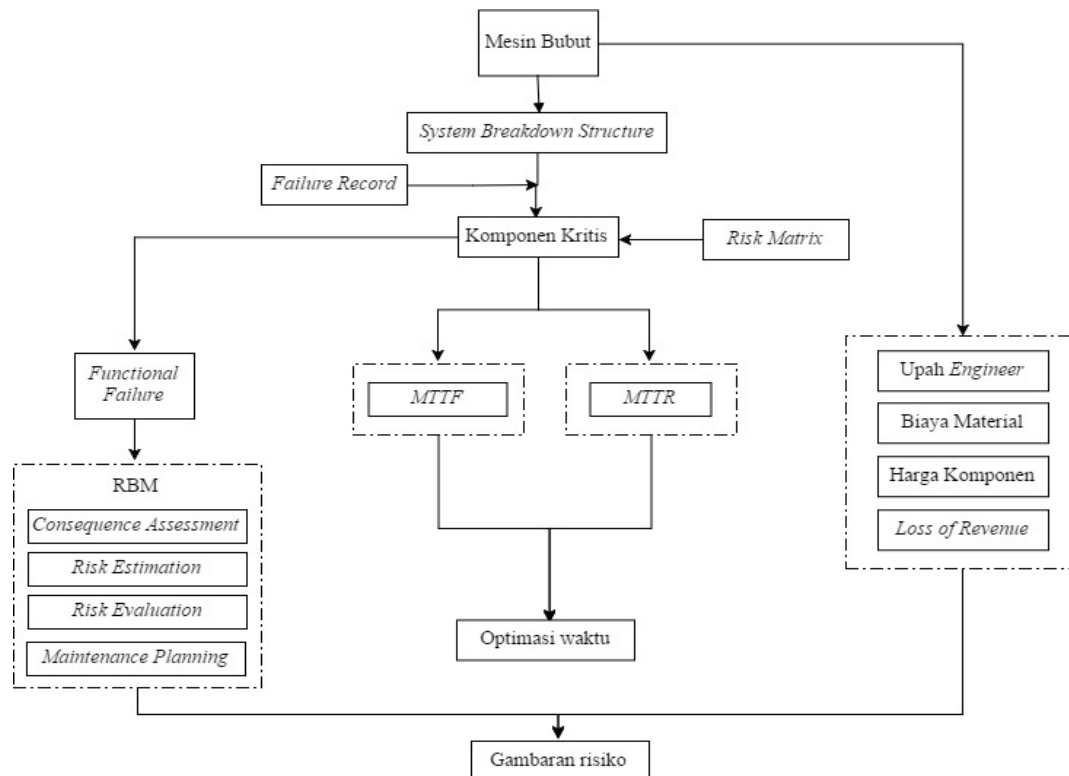 Mesin Bubut
System Breakdown Structure
Failure Record
Komponen Kritis
Risk Matrix
Functional
Failure
MTTF
MTTR
Upah Engineer
Biaya Material
Harga Komponen
Loss of Revenue
RBM
Consequence Assessment
Risk Estimation
Risk Evaluation
Maintenance Planning
Optimasi waktu
Gambaran risiko